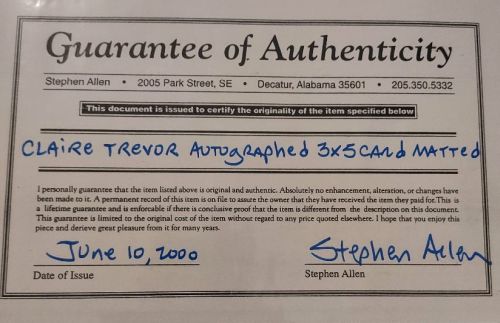 Guarantee of Authenticity
Stephen Allen • 2005 Park Street, SE • Decatur, Alabama 35601 • 205.350.5332
This document is issued to certify the originality of the item specified below
CLAIRE TREVOR AUTOgRAPhed 3x5 CARd MATTed
I personally guarantee that the item listed above is original and authentic. Absolutely no enhancement, alteration, or changes have
been made to it. A permanent record of this item is on file to assure the owner that they have received the item they paid for. This is
a lifetime guarantee and is enforcable if there is conclusive proof that the item is different from the description on this document.
This guarantee is limited to the original cost of the item without regard to any price quoted elsewhere. I hope that you enjoy this
piece and derieve great pleasure from it for many years.
June 10, 2000
Stephen Allen
Date of Issue
Stephen Allen